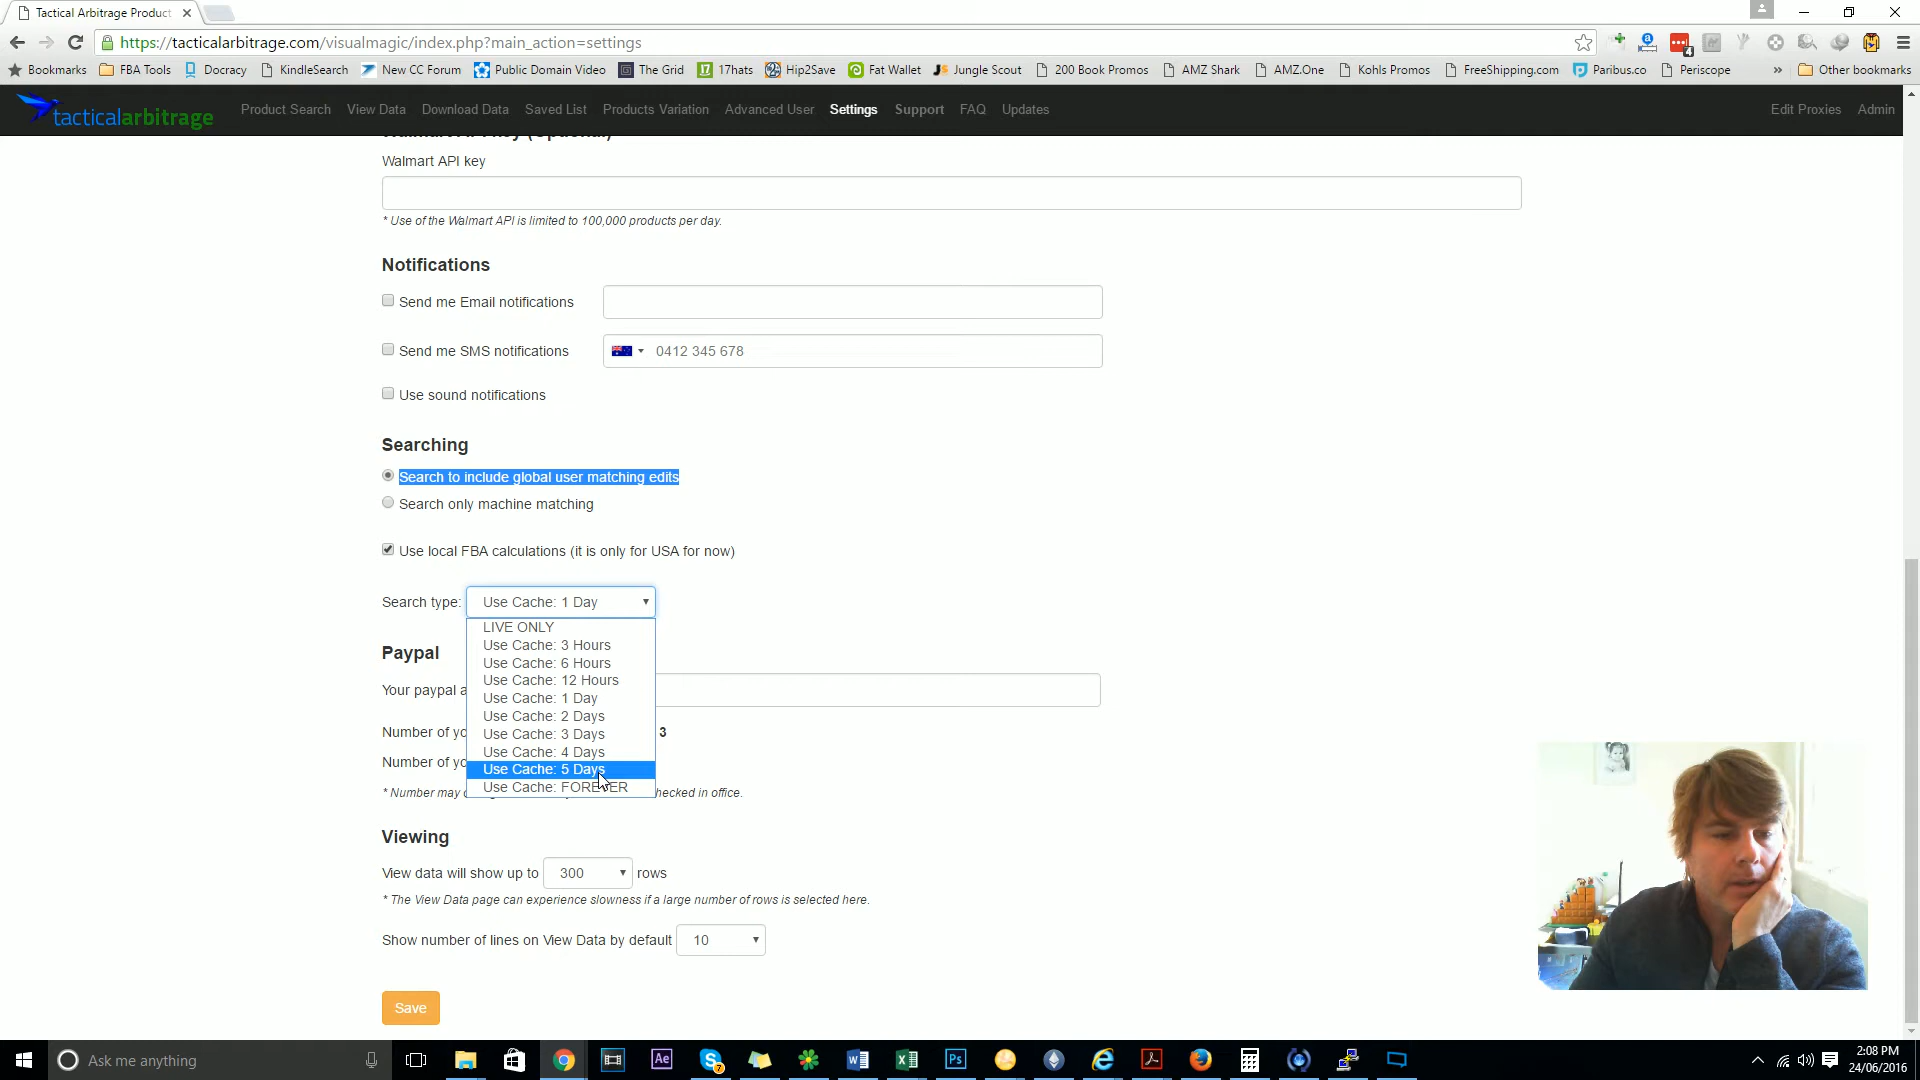 Tactical Arbitrage Product
https://tacticalarbitrage.com/visualmagic/index.php?main_action=settings
4
Bookmarks FBA Tools Docracy KindleSearch New CC Forum Public Domain Video The Grid 17hats Hip2Save Fat Wallet Jungle Scout 200 Book Promos AMZ Shark AMZ.One Kohls Promos FreeShipping.com Paribus.co Periscope » Other bookmarks
tacticalarbitrage Product Search View Data Download Data Saved List Products Variation Advanced User Settings Support FAQ Updates Edit Proxies Admin
Walmart API key (Optional)
Walmart API key
* Use of the Walmart API is limited to 100,000 products per day.
Notifications
Send me Email notifications
Send me SMS notifications 0412 345 678
Use sound notifications
Searching
Search to include global user matching edits
Search only machine matching
Use local FBA calculations (it is only for USA for now)
Search type: Use Cache: 1 Day
LIVE ONLY
Use Cache: 3 Hours
Use Cache: 6 Hours
Use Cache: 12 Hours
Use Cache: 1 Day
Use Cache: 2 Days
Use Cache: 3 Days
Use Cache: 4 Days
Use Cache: 5 Days
Use Cache: FOREVER
Paypal
Your paypal a
Number of yo 3
Number of yo
* Number may c hecked in office.
Viewing
View data will show up to 300 rows
* The View Data page can experience slowness if a large number of rows is selected here.
Show number of lines on View Data by default 10
Save
Ask me anything
Ae
7
Ps
2:08 PM
24/06/2016